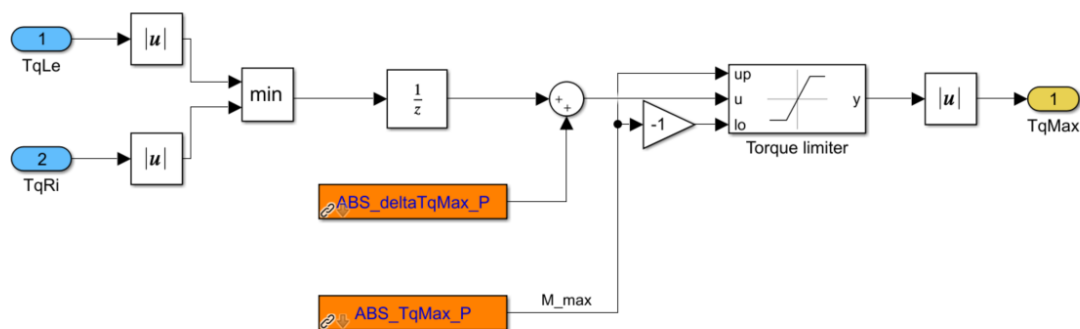 1
TqLe
|u|
2
TqRi
|u|
min
1
z
+
+
ABS_deltaTqMax_P
ABS_TqMax_P
M_max
-1
up
u
lo
y
Torque limiter
|u|
1
TqMax